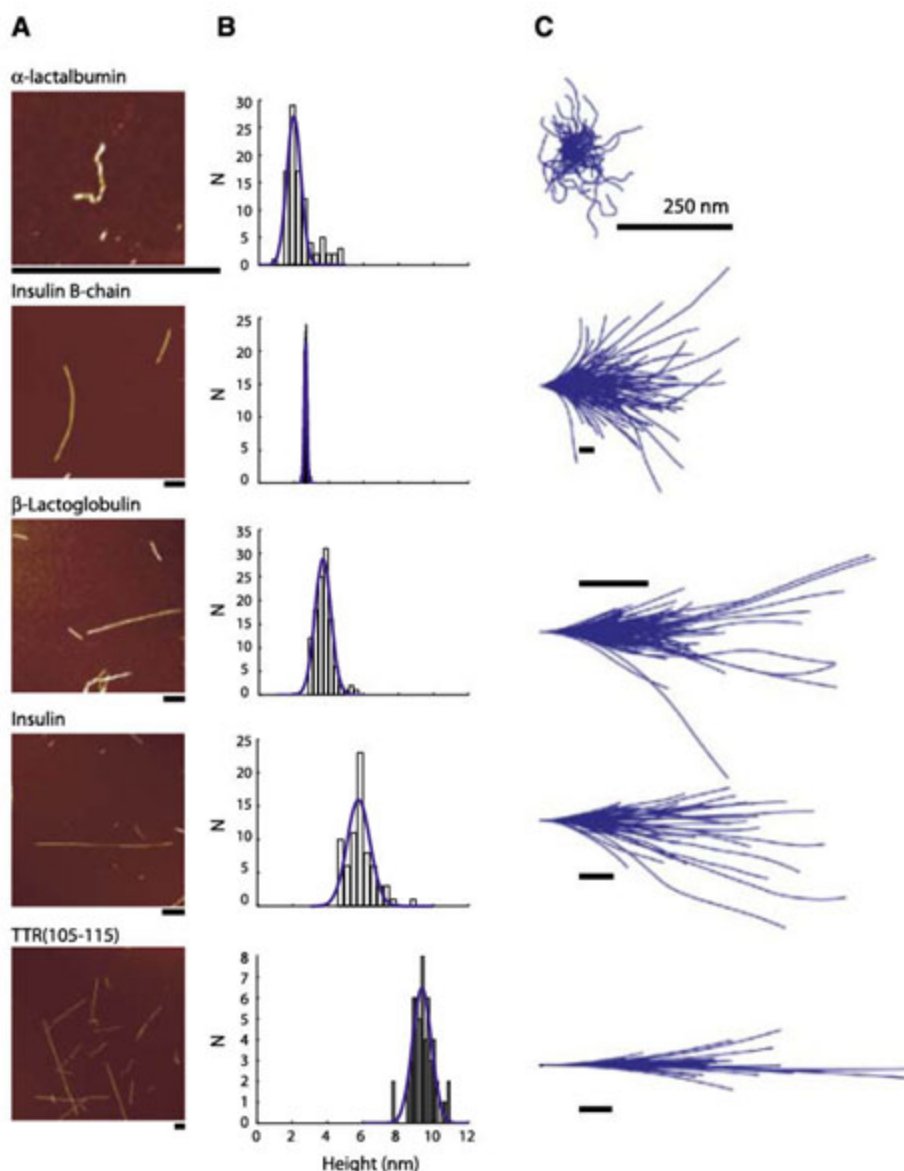 A
B
C
α-lactalbumin
30
25
20
15
10
5
0
N
250 nm
Insulin B-chain
25
20
15
10
5
0
N
β-Lactoglobulin
35
30
25
20
15
10
5
0
N
Insulin
25
20
15
10
5
0
N
TTR(105-115)
8
7
6
5
4
3
2
1
0
N
0 2 4 6 8 10 12
Height (nm)